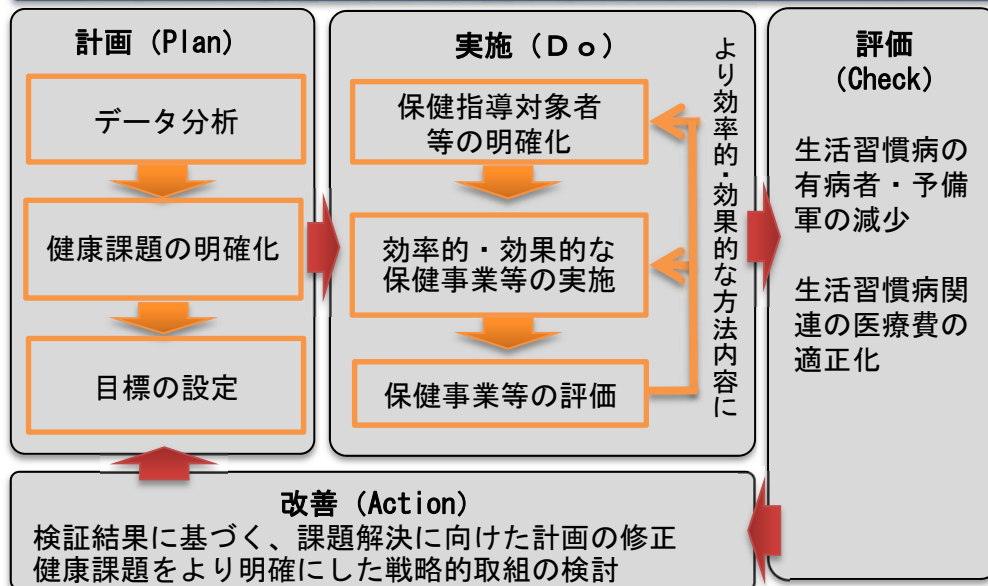 計画（Plan）
データ分析
健康課題の明確化
目標の設定
実施（Ｄｏ）
保健指導対象者
等の明確化
効率的・効果的な
保健事業等の実施
保健事業等の評価
より効率的・効果的な方法内容に
評価
（Check）
生活習慣病の
有病者・予備
軍の減少
生活習慣病関
連の医療費の
適正化
改善（Action）
検証結果に基づく、課題解決に向けた計画の修正
健康課題をより明確にした戦略的取組の検討